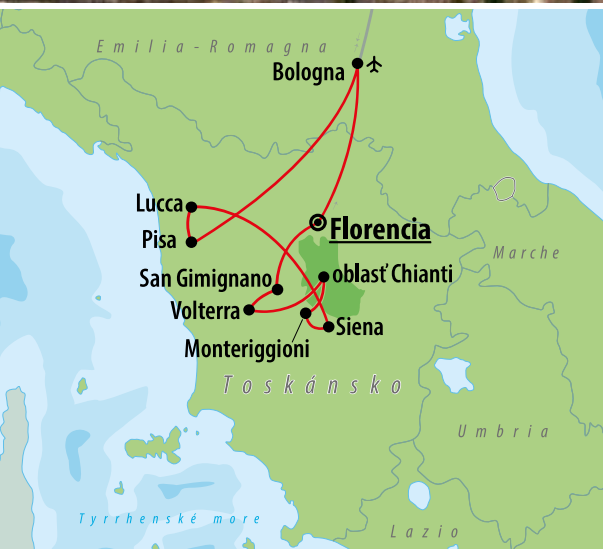 Emilia-Romagna
Bologna
Lucca
Pisa
Florencia
Marche
San Gimignano
oblasť Chianti
Volterra
Siena
Monteriggioni
Toskánsko
Umbria
Tyrrhenské more
Lazio